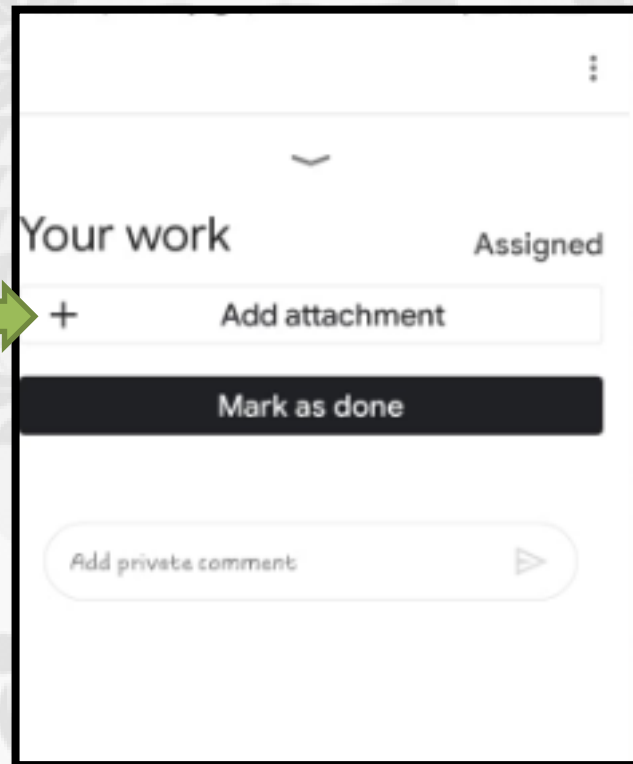 Your work
Assigned
+ Add attachment
Mark as done
Add private comment